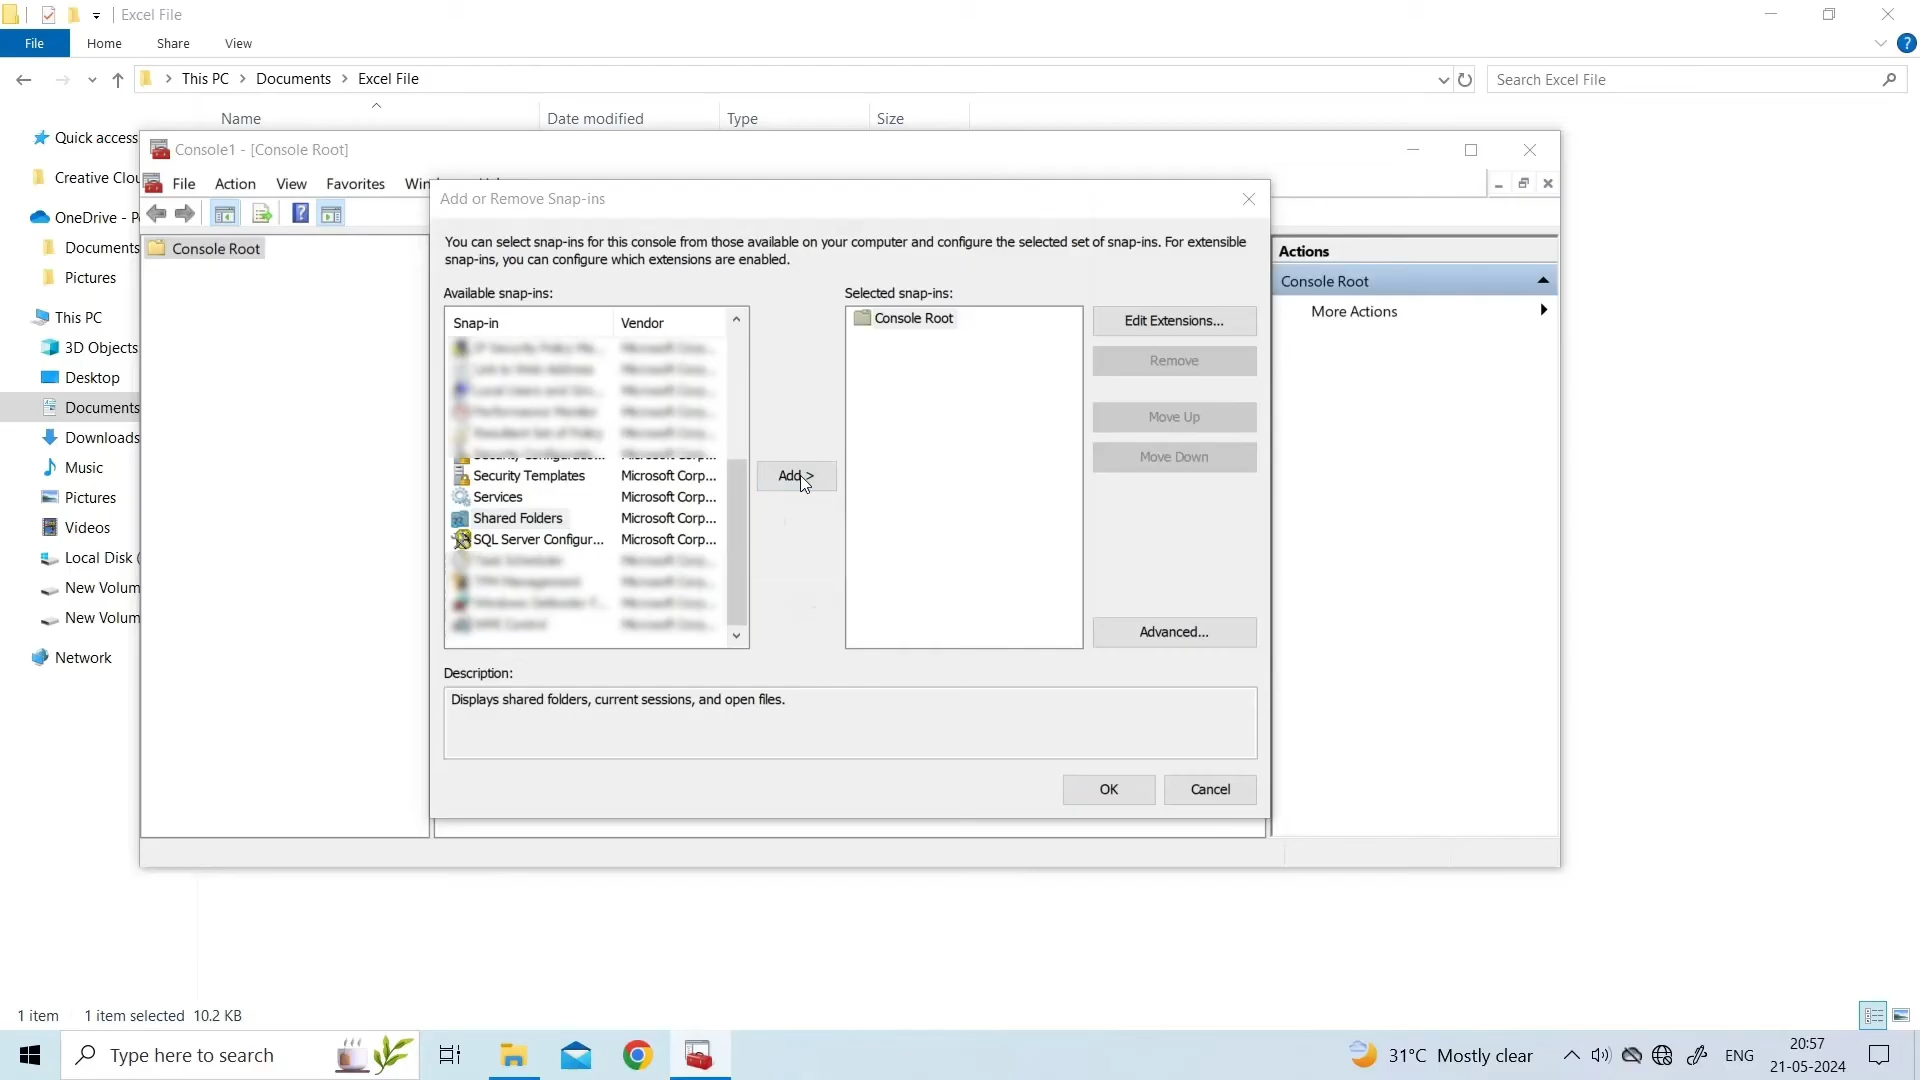 Excel File
File
Home
Share
View
This PC
Documents
Excel File
Search Excel File
Name
Date modified
Type
Size
Quick access
Creative Clou
OneDrive - P
Documents
Pictures
This PC
3D Objects
Desktop
Documents
Downloads
Music
Pictures
Videos
Local Disk (
New Volum
New Volum
Network
Console1 - [Console Root]
File
Action
View
Favorites
Console Root
Add or Remove Snap-ins
You can select snap-ins for this console from those available on your computer and configure the selected set of snap-ins. For extensible
snap-ins, you can configure which extensions are enabled.
Available snap-ins:
Snap-in
Vendor
Security Templates
Microsoft Corp...
Services
Microsoft Corp...
Shared Folders
Microsoft Corp...
SQL Server Configur...
Microsoft Corp...
Add >
Selected snap-ins:
Console Root
Edit Extensions...
Remove
Move Up
Move Down
Advanced...
Description:
Displays shared folders, current sessions, and open files.
OK
Cancel
Actions
Console Root
More Actions
1 item
1 item selected 10.2 KB
Type here to search
31°C Mostly clear
ENG
20:57
21-05-2024